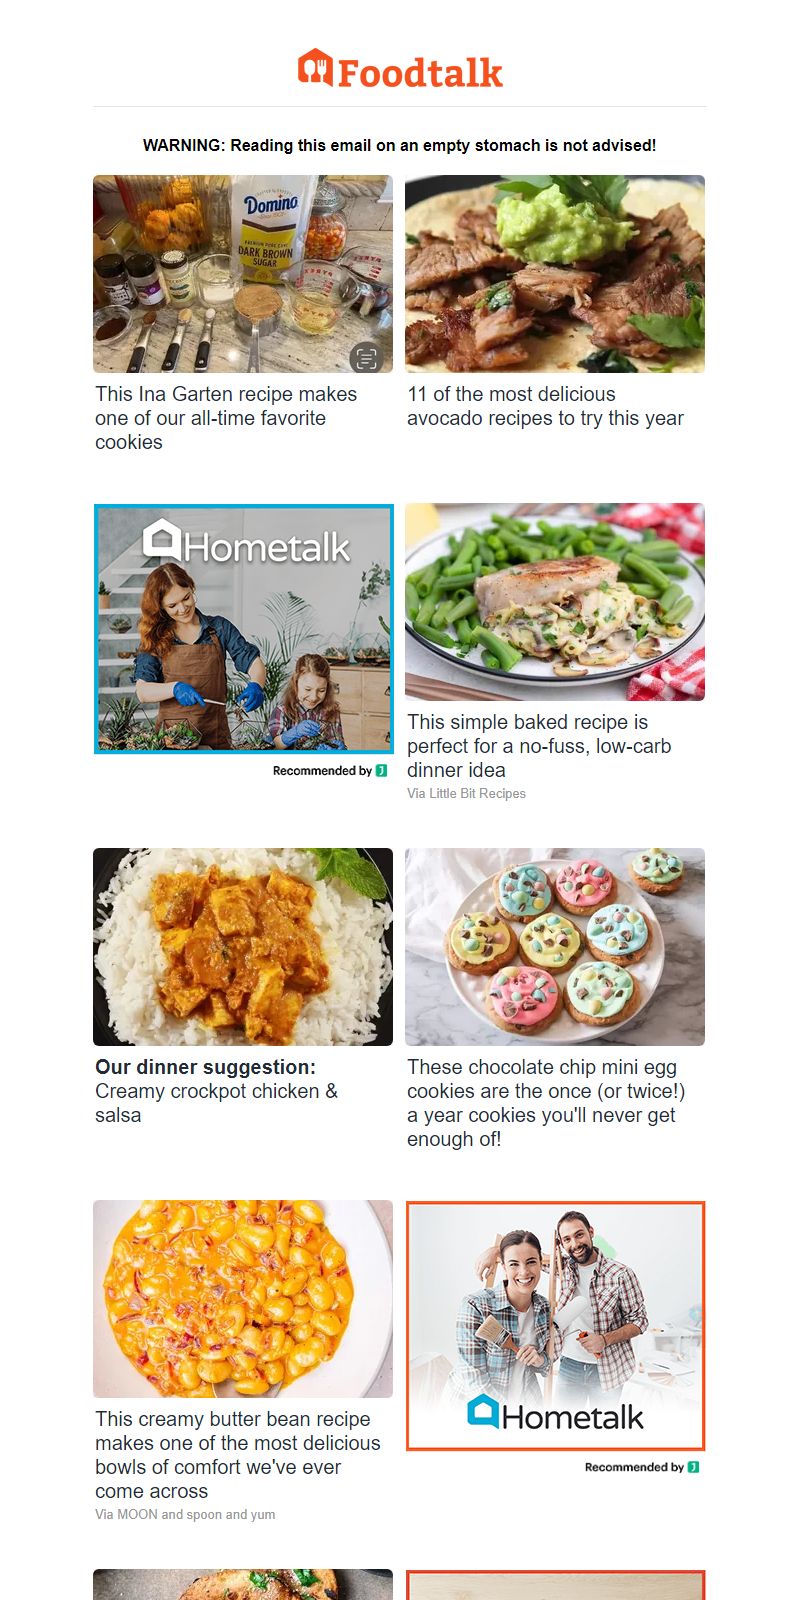 Foodtalk
WARNING: Reading this email on an empty stomach is not advised!
Domino
PREMIUM PURE CANE
DARK BROWN
SUGAR
This Ina Garten recipe makes
one of our all-time favorite
cookies
11 of the most delicious
avocado recipes to try this year
Hometalk
Recommended by J
This simple baked recipe is
perfect for a no-fuss, low-carb
dinner idea
Via Little Bit Recipes
Our dinner suggestion:
Creamy crockpot chicken &
salsa
These chocolate chip mini egg
cookies are the once (or twice!)
a year cookies you'll never get
enough of!
This creamy butter bean recipe
makes one of the most delicious
bowls of comfort we've ever
come across
Via MOON and spoon and yum
Hometalk
Recommended by J